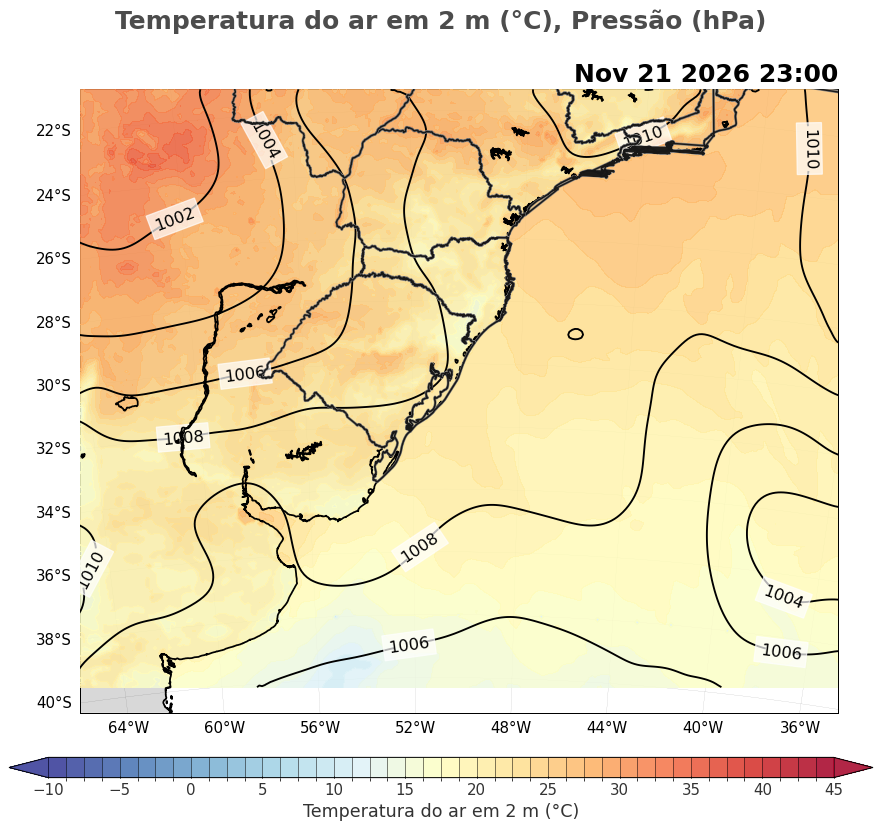 Temperatura do ar em 2 m (°C), Pressão (hPa)
Nov 21 2026 23:00
22°S
24°S
26°S
28°S
30°S
32°S
34°S
36°S
38°S
40°S
1004
1010
1010
1002
1006
1008
1008
1010
1004
1006
1006
64°W 60°W 56°W 52°W 48°W 44°W 40°W 36°W
−10 −5 0 5 10 15 20 25 30 35 40 45
Temperatura do ar em 2 m (°C)